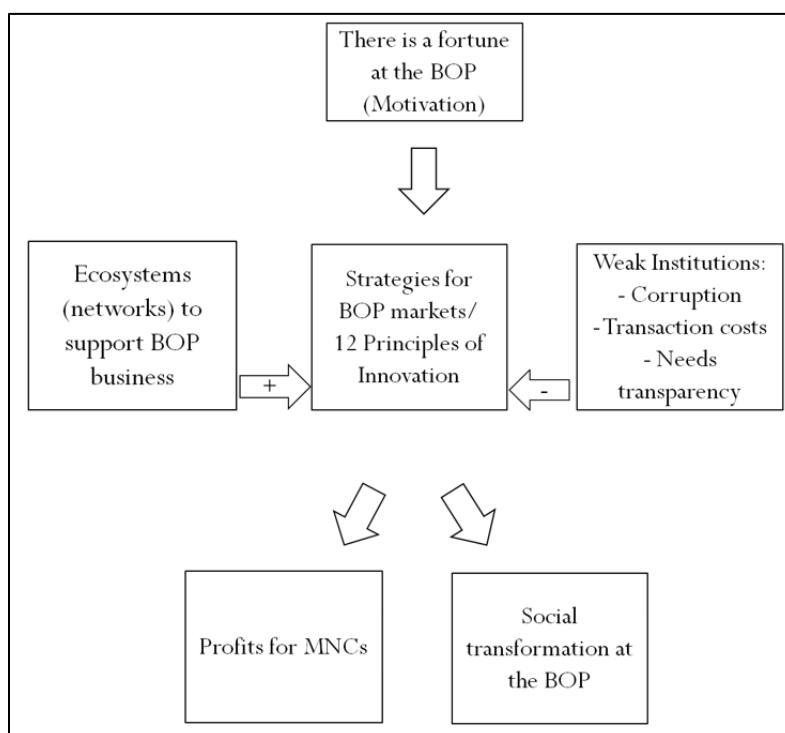 There is a fortune
at the BOP
(Motivation)
Ecosystems
(networks) to
support BOP
business
+
Strategies for
BOP markets/
12 Principles of
Innovation
-
Weak Institutions:
- Corruption
-Transaction costs
- Needs
transparency
Profits for MNCs
Social
transformation at
the BOP